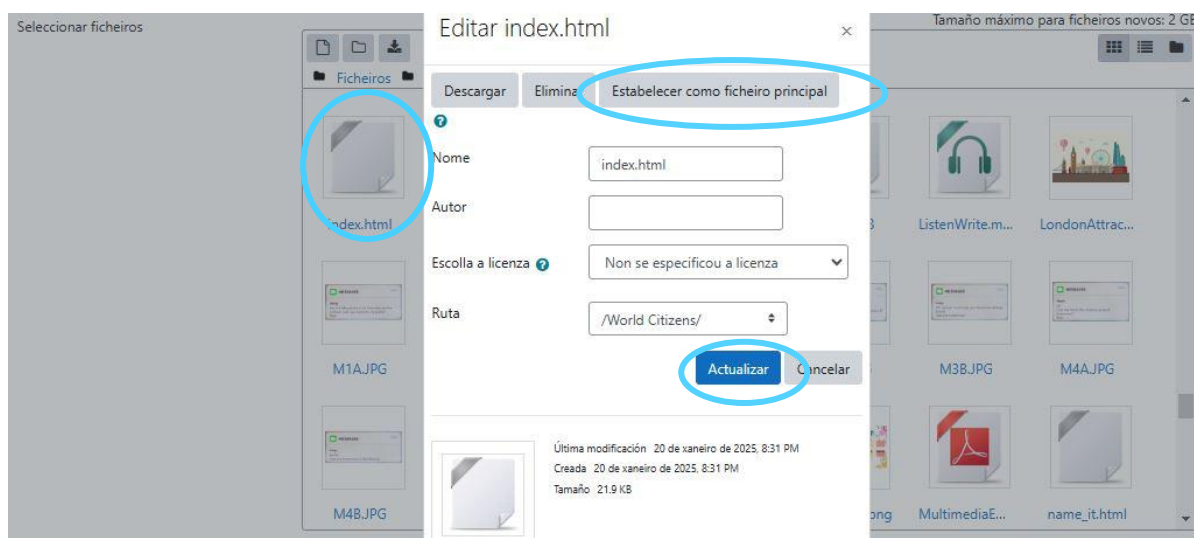 Seleccionar ficheiros
Tamaño máximo para ficheiros novos: 2 GB
Ficheiros
index.html
ListenWrite.m...
LondonAttrac...
M1A.JPG
M3B.JPG
M4A.JPG
M4B.JPG
MultimediaE...
name_it.html
Editar index.html
×
Descargar
Eliminar
Estabelecer como ficheiro principal
Nome
index.html
Autor
Escolla a licenza
Non se especificou a licenza
Ruta
/World Citizens/
Actualizar
Cancelar
Última modificación 20 de xaneiro de 2025, 8:31 PM
Creada 20 de xaneiro de 2025, 8:31 PM
Tamaño 21.9 KB